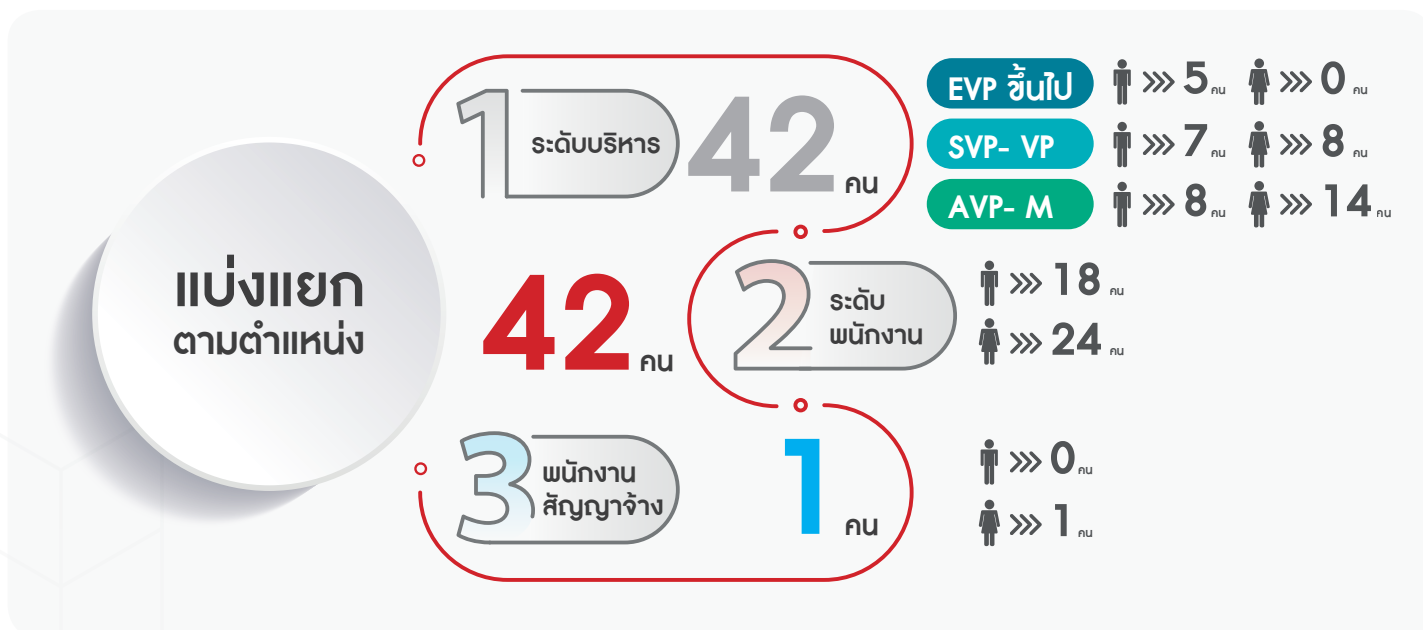 แบ่งแยก
ตามตำแหน่ง
1 ระดับบริหาร 42 คน
EVP ขึ้นไป >>> 5 คน >>> 0 คน
SVP- VP >>> 7 คน >>> 8 คน
AVP- M >>> 8 คน >>> 14 คน
42 คน
2 ระดับ
พนักงาน
>>> 18 คน
>>> 24 คน
3 พนักงาน
สัญญาจ้าง
1 คน
>>> 0 คน
>>> 1 คน